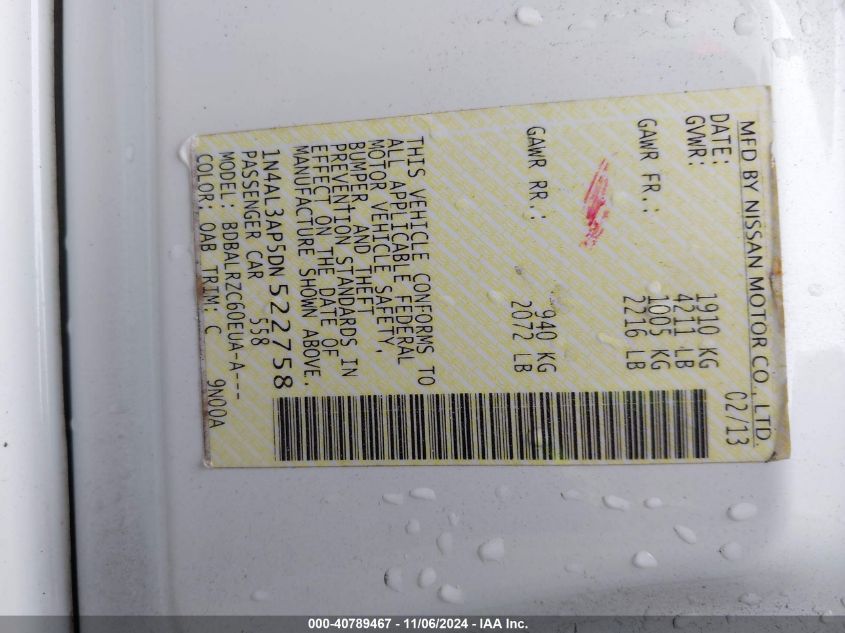 MFD BY NISSAN MOTOR CO., LTD.
DATE: 02/13
GVWR: 1910 KG
4211 LB
GAWR FR.: 1005 KG
2216 LB
GAWR RR.: 940 KG
2072 LB
THIS VEHICLE CONFORMS TO
ALL APPLICABLE FEDERAL
MOTOR VEHICLE SAFETY,
BUMPER, AND THEFT
PREVENTION STANDARDS IN
EFFECT ON THE DATE OF
MANUFACTURE SHOWN ABOVE.
1N4AL3AP5DN522758
PASSENGER CAR 558
MODEL: BDBALRZC60EUA-A---
COLOR: QAB TRIM: C 9N00A
000-40789467 - 11/06/2024 - IAA Inc.